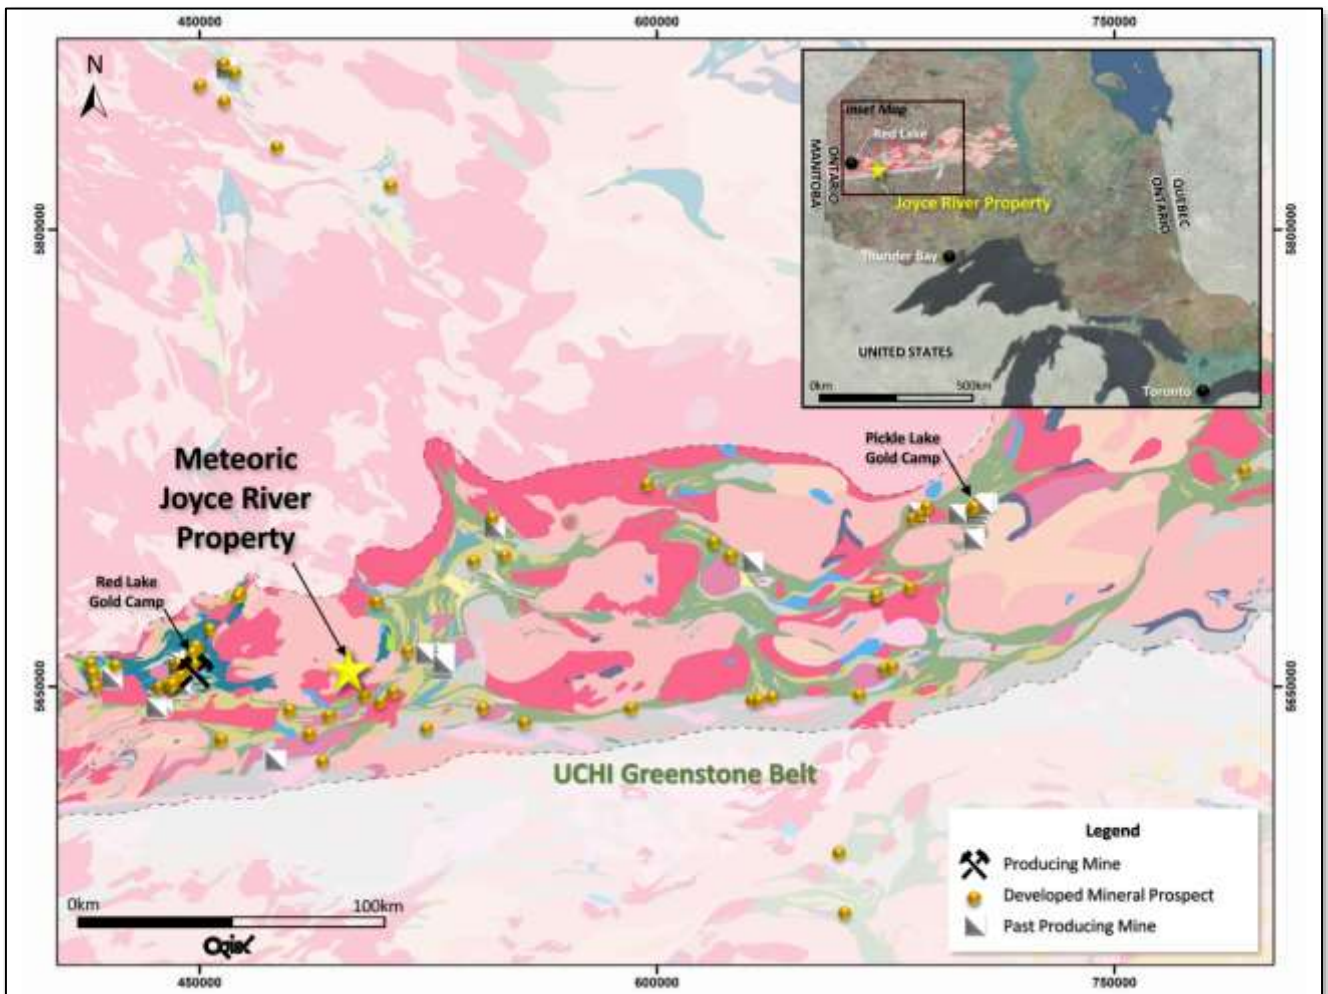 450000
600000
750000
N
5800000
5800000
Inset Map
Red Lake
MANITOBA
ONTARIO
QUEBEC
ONTARIO
Joyce River Property
Thunder Bay
UNITED STATES
0km
500km
Toronto
Meteoric
Joyce River
Property
Pickle Lake
Gold Camp
Red Lake
Gold Camp
5650000
5650000
UCHI Greenstone Belt
Legend
Producing Mine
Developed Mineral Prospect
Past Producing Mine
0km
100km
450000
600000
750000